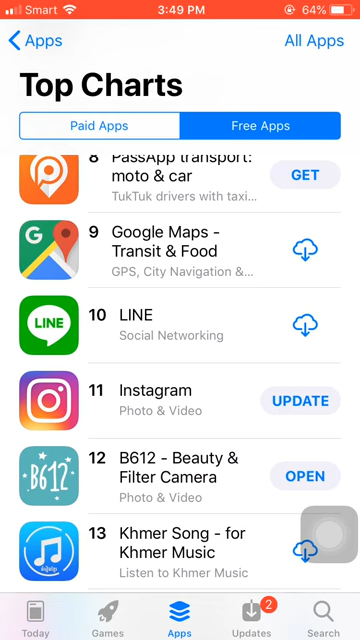 Smart 3:49 PM 64%
Apps All Apps
Top Charts
Paid Apps Free Apps
8 PassApp transport: moto & car
TukTuk drivers with taxi...
GET
G
9 Google Maps - Transit & Food
GPS, City Navigation &...
LINE
10 LINE
Social Networking
11 Instagram
Photo & Video
UPDATE
B612
12 B612 - Beauty & Filter Camera
Photo & Video
OPEN
13 Khmer Song - for Khmer Music
Listen to Khmer Music
2
Today Games Apps Updates Search